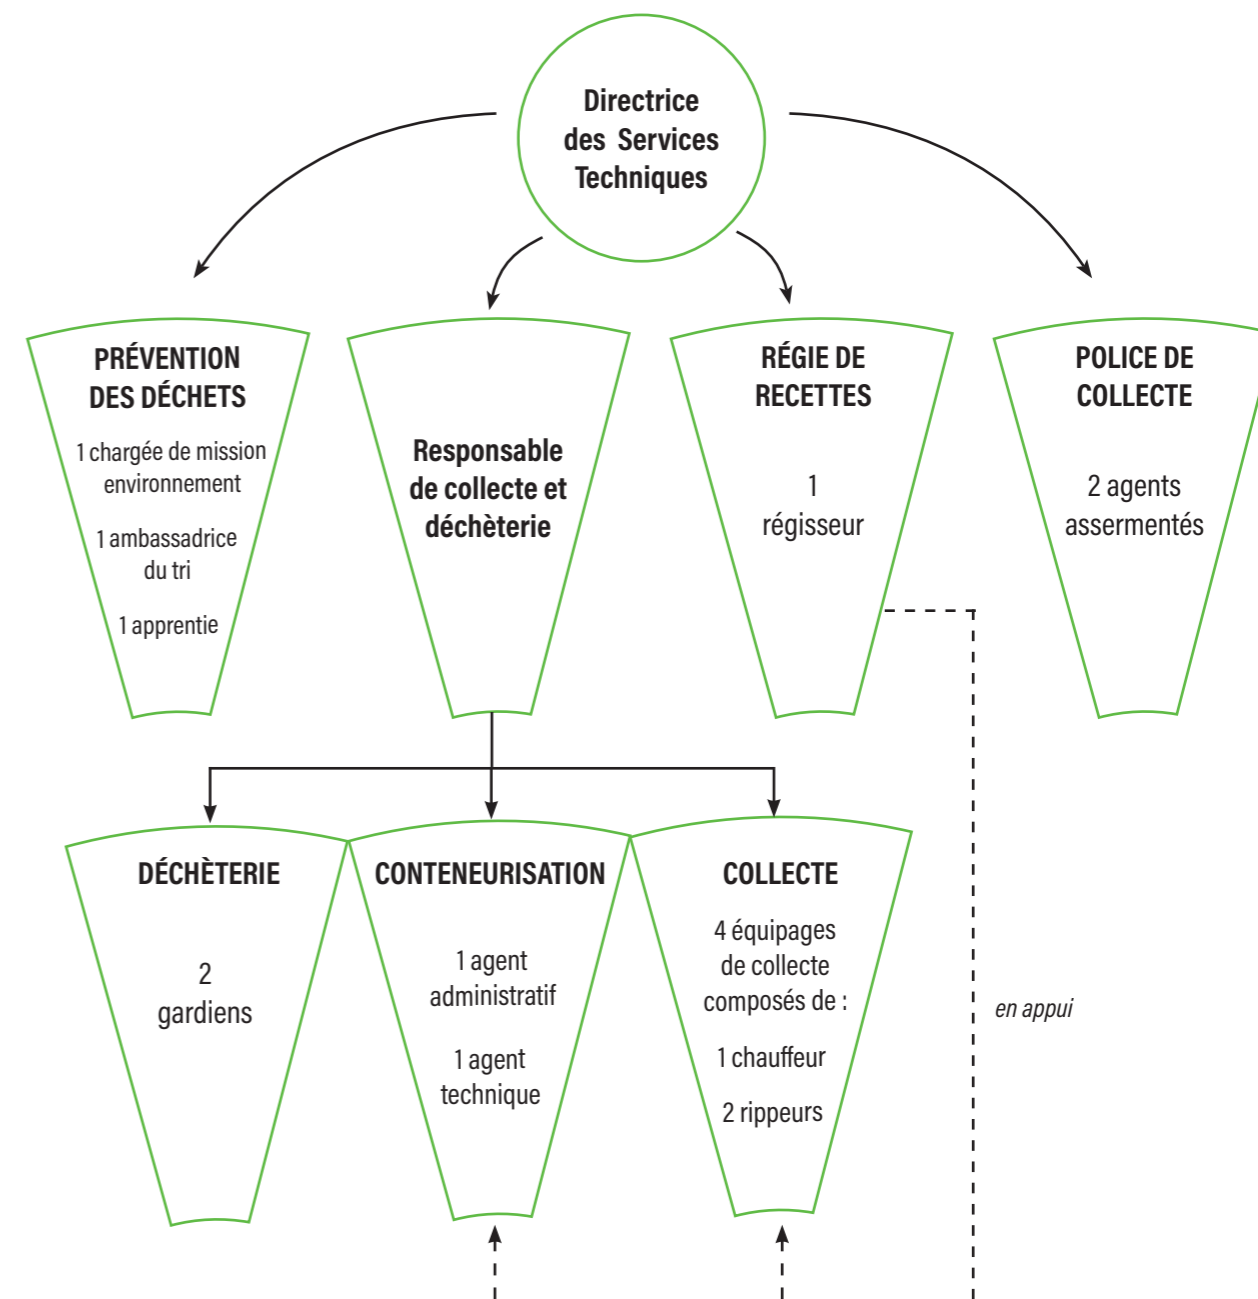 Directrice
des Services
Techniques
PRÉVENTION
DES DÉCHETS
1 chargée de mission
environnement
1 ambassadrice
du tri
1 apprentie
Responsable
de collecte et
déchèterie
RÉGIE DE
RECETTES
1
régisseur
POLICE DE
COLLECTE
2 agents
assermentés
DÉCHÈTERIE
2
gardiens
CONTENEURISATION
1 agent
administratif
1 agent
technique
COLLECTE
4 équipages
de collecte
composés de :
1 chauffeur
2 rippeurs
en appui